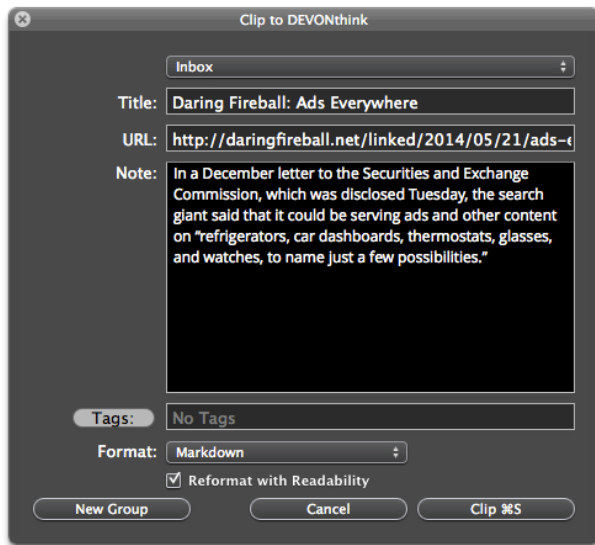 Clip to DEVONthink
Inbox
Title: Daring Fireball: Ads Everywhere
URL: http://daringfireball.net/linked/2014/05/21/ads-e
Note: In a December letter to the Securities and Exchange
Commission, which was disclosed Tuesday, the search
giant said that it could be serving ads and other content
on “refrigerators, car dashboards, thermostats, glasses,
and watches, to name just a few possibilities.”
Tags: No Tags
Format: Markdown
Reformat with Readability
New Group Cancel Clip ⌘S